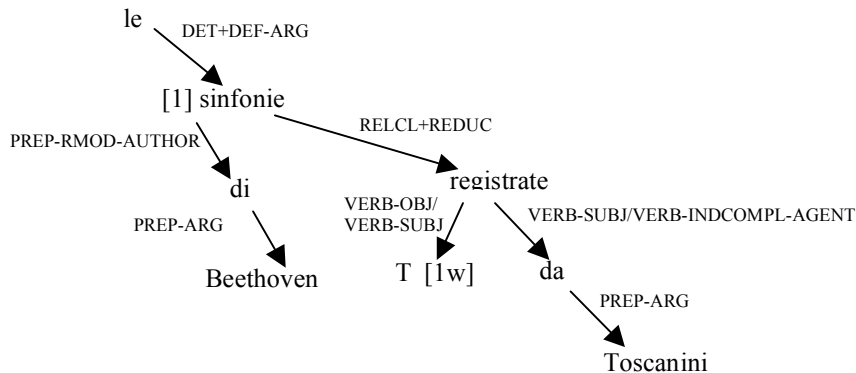 le
DET+DEF-ARG
[1] sinfonie
PREP-RMOD-AUTHOR
RELCL+REDUC
di
registrate
PREP-ARG
VERB-OBJ/
VERB-SUBJ
VERB-SUBJ/VERB-INDCOMPL-AGENT
Beethoven
T [1w]
da
PREP-ARG
Toscanini